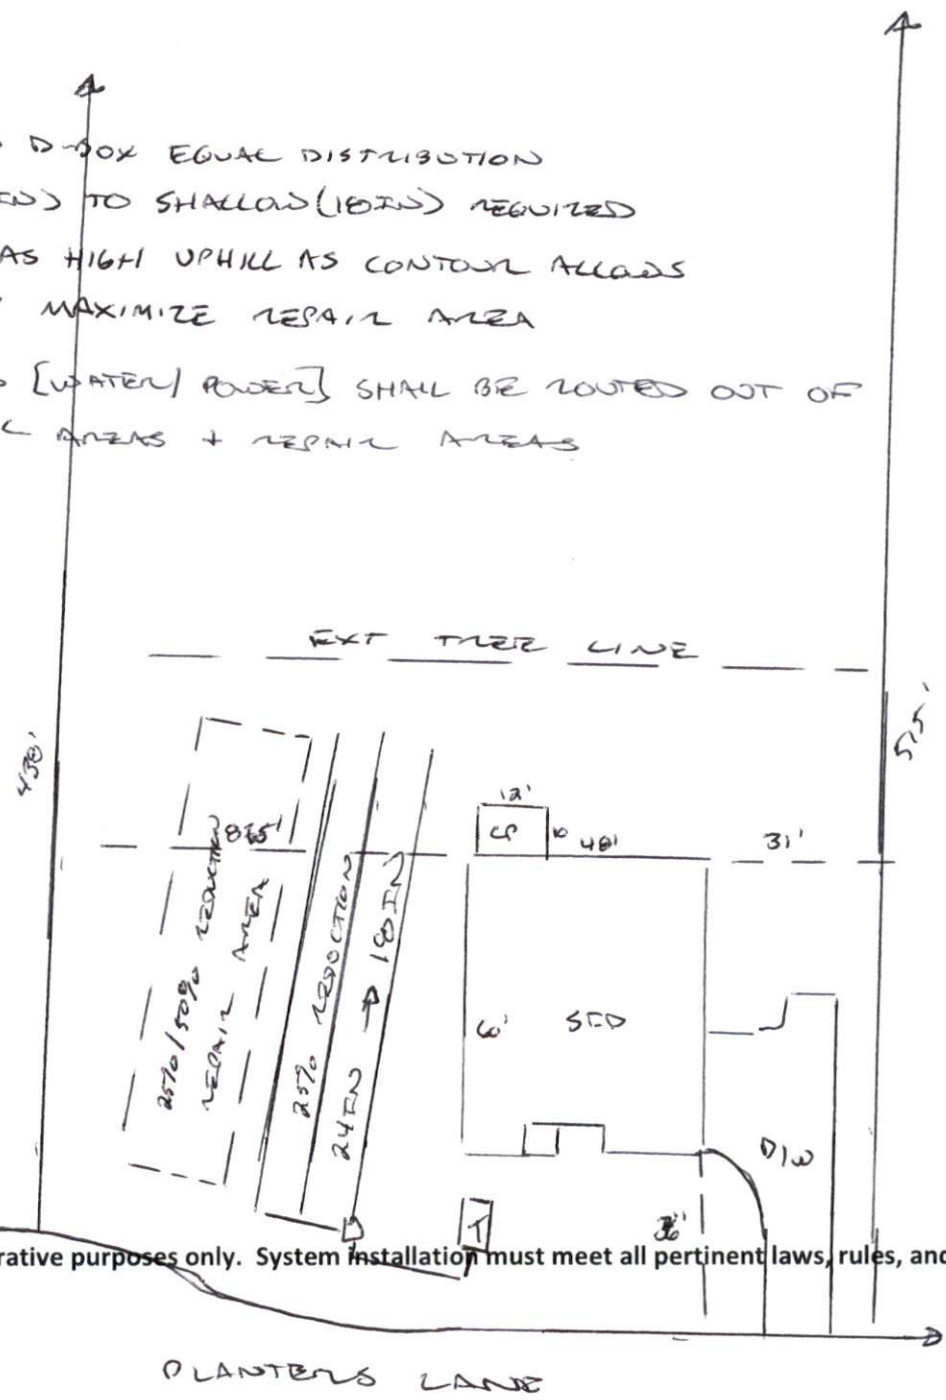 D-BOX EQUAL DISTRIBUTION
IN) TO SHALLOW (18IN) REQUIRED
AS HIGH UPHILL AS CONTOUR ALLOWS
MAXIMIZE REPAIR AREA
[WATER/ POWER] SHALL BE ROUTED OUT OF
AREAS + REPAIR AREAS
EXT TREE LINE
430'
515'
12'
CP
10
48'
31'
25%/50% REDUCTION
REPAIR AREA
25% REDUCTION
24IN → 18IN
60'
SFD
D/W
D
T
36'
rative purposes only. System installation must meet all pertinent laws, rules, and
PLANTERS LANE